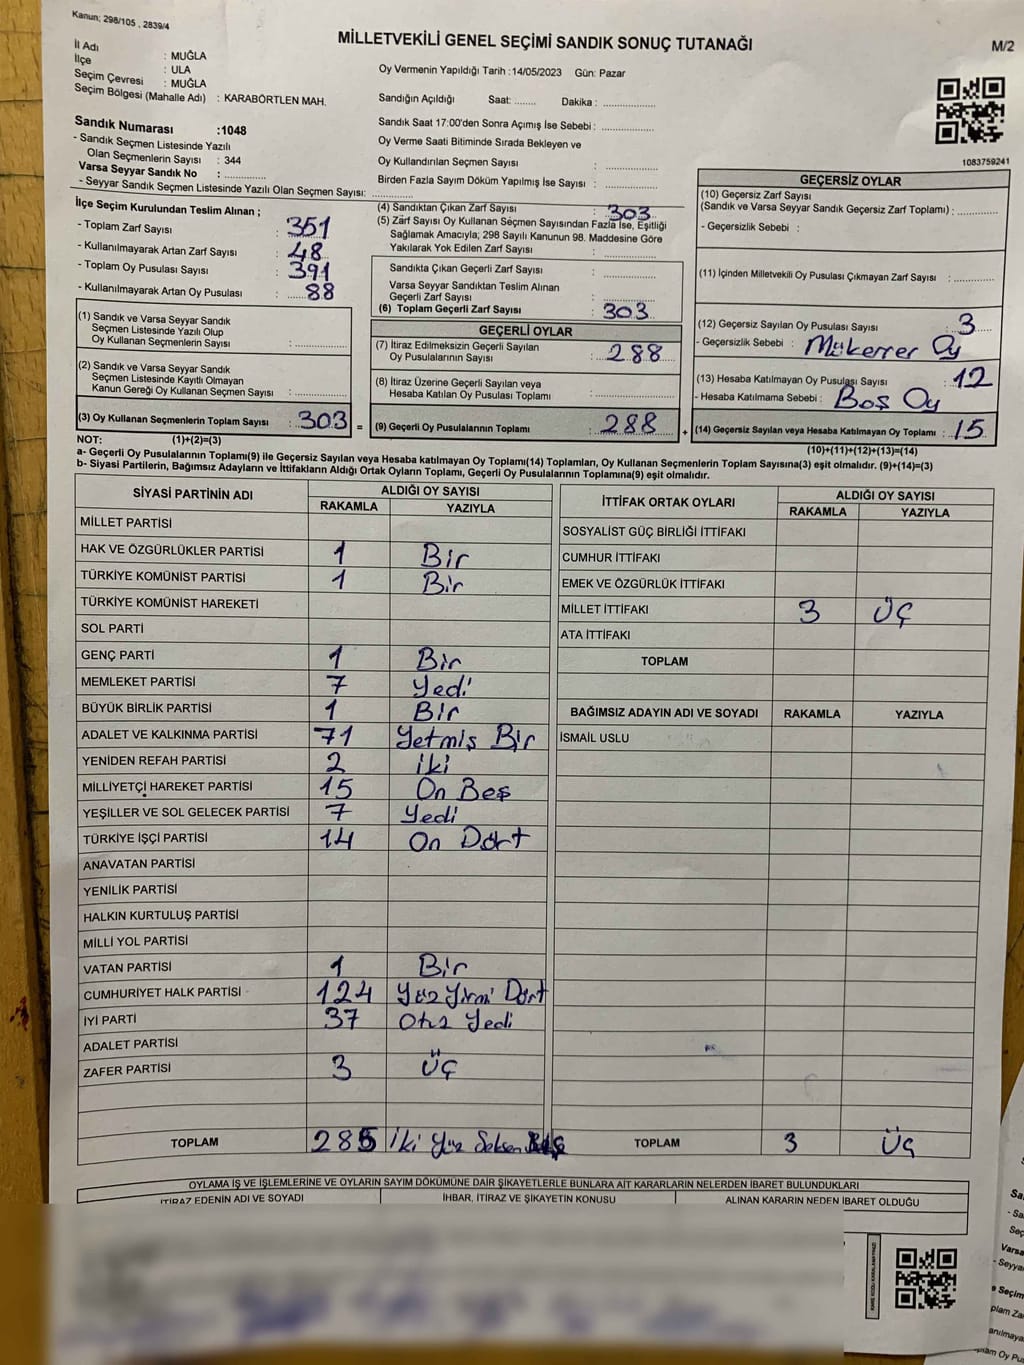 Kanun; 298/105 , 2839/4
MİLLETVEKİLİ GENEL SEÇİMİ SANDIK SONUÇ TUTANAĞI
M/2
İl Adı : MUĞLA
İlçe : ULA
Seçim Çevresi : MUĞLA
Seçim Bölgesi (Mahalle Adı) : KARABÖRTLEN MAH.
Sandık Numarası :1048
- Sandık Seçmen Listesinde Yazılı
Olan Seçmenlerin Sayısı : 344
Varsa Seyyar Sandık No : ..............
- Seyyar Sandık Seçmen Listesinde Yazılı Olan Seçmen Sayısı: ..............
Oy Vermenin Yapıldığı Tarih :14/05/2023 Gün: Pazar
Sandığın Açıldığı Saat: ........ Dakika : ..................
Sandık Saat 17:00'den Sonra Açımış İse Sebebi : ..................
Oy Verme Saati Bitiminde Sırada Bekleyen ve
Oy Kullandırılan Seçmen Sayısı : ..................
Birden Fazla Sayım Döküm Yapılmış İse Sayısı : ..................
1083759241
İlçe Seçim Kurulundan Teslim Alınan ;
- Toplam Zarf Sayısı : 351
- Kullanılmayarak Artan Zarf Sayısı : 48
- Toplam Oy Pusulası Sayısı : 391
- Kullanılmayarak Artan Oy Pusulası : 88
(1) Sandık ve Varsa Seyyar Sandık
Seçmen Listesinde Yazılı Olup
Oy Kullanan Seçmenlerin Sayısı : ..............
(2) Sandık ve Varsa Seyyar Sandık
Seçmen Listesinde Kayıtlı Olmayan
Kanun Gereği Oy Kullanan Seçmen Sayısı : ..............
(3) Oy Kullanan Seçmenlerin Toplam Sayısı : 303 =
(4) Sandıktan Çıkan Zarf Sayısı : 303
(5) Zarf Sayısı Oy Kullanan Seçmen Sayısından Fazla İse, Eşitliği
Sağlamak Amacıyla; 298 Sayılı Kanunun 98. Maddesine Göre
Yakılarak Yok Edilen Zarf Sayısı : ..............
Sandıkta Çıkan Geçerli Zarf Sayısı : ..............
Varsa Seyyar Sandıktan Teslim Alınan
Geçerli Zarf Sayısı : ..............
(6) Toplam Geçerli Zarf Sayısı : 303
GEÇERLİ OYLAR
(7) İtiraz Edilmeksizin Geçerli Sayılan
Oy Pusulalarının Sayısı : 288
(8) İtiraz Üzerine Geçerli Sayılan veya
Hesaba Katılan Oy Pusulası Toplamı : ..............
(9) Geçerli Oy Pusulalarının Toplamı : 288 +
GEÇERSİZ OYLAR
(10) Geçersiz Zarf Sayısı
(Sandık ve Varsa Seyyar Sandık Geçersiz Zarf Toplamı) : ............
- Geçersizlik Sebebi :
(11) İçinden Milletvekili Oy Pusulası Çıkmayan Zarf Sayısı : ............
(12) Geçersiz Sayılan Oy Pusulası Sayısı : 3
- Geçersizlik Sebebi : Mükerrer Oy
(13) Hesaba Katılmayan Oy Pusulası Sayısı : 12
- Hesaba Katılmama Sebebi : Boş Oy
(14) Geçersiz Sayılan veya Hesaba Katılmayan Oy Toplamı : 15
NOT: (1)+(2)=(3)
(10)+(11)+(12)+(13)=(14)
a- Geçerli Oy Pusulalarının Toplamı(9) ile Geçersiz Sayılan veya Hesaba katılmayan Oy Toplamı(14) Toplamları, Oy Kullanan Seçmenlerin Toplam Sayısına(3) eşit olmalıdır. (9)+(14)=(3)
b- Siyasi Partilerin, Bağımsız Adayların ve İttifakların Aldığı Ortak Oyların Toplamı, Geçerli Oy Pusulalarının Toplamına(9) eşit olmalıdır.
SİYASİ PARTİNİN ADI ALDIĞI OY SAYISI
RAKAMLA YAZIYLA
MİLLET PARTİSİ
HAK VE ÖZGÜRLÜKLER PARTİSİ 1 Bir
TÜRKİYE KOMÜNİST PARTİSİ 1 Bir
TÜRKİYE KOMÜNİST HAREKETİ
SOL PARTİ
GENÇ PARTİ 1 Bir
MEMLEKET PARTİSİ 7 Yedi
BÜYÜK BİRLİK PARTİSİ 1 Bir
ADALET VE KALKINMA PARTİSİ 71 Yetmiş Bir
YENİDEN REFAH PARTİSİ 2 iki
MİLLİYETÇİ HAREKET PARTİSİ 15 On Beş
YEŞİLLER VE SOL GELECEK PARTİSİ 7 Yedi
TÜRKİYE İŞÇİ PARTİSİ 14 On Dört
ANAVATAN PARTİSİ
YENİLİK PARTİSİ
HALKIN KURTULUŞ PARTİSİ
MİLLİ YOL PARTİSİ
VATAN PARTİSİ 1 Bir
CUMHURİYET HALK PARTİSİ 124 Yüz Yirmi Dört
İYİ PARTİ 37 Otuz Yedi
ADALET PARTİSİ
ZAFER PARTİSİ 3 ÜÇ
TOPLAM 285 İki Yüz Seksen Beş
İTTİFAK ORTAK OYLARI ALDIĞI OY SAYISI
RAKAMLA YAZIYLA
SOSYALİST GÜÇ BİRLİĞİ İTTİFAKI
CUMHUR İTTİFAKI
EMEK VE ÖZGÜRLÜK İTTİFAKI
MİLLET İTTİFAKI 3 ÜÇ
ATA İTTİFAKI
TOPLAM
BAĞIMSIZ ADAYIN ADI VE SOYADI RAKAMLA YAZIYLA
İSMAİL USLU
TOPLAM 3 ÜÇ
OYLAMA İŞ VE İŞLEMLERİNE VE OYLARIN SAYIM DÖKÜMÜNE DAİR ŞİKAYETLERLE BUNLARA AİT KARARLARIN NELERDEN İBARET BULUNDUKLARI
İTİRAZ EDENİN ADI VE SOYADI İHBAR, İTİRAZ VE ŞİKAYETİN KONUSU ALINAN KARARIN NEDEN İBARET OLDUĞU